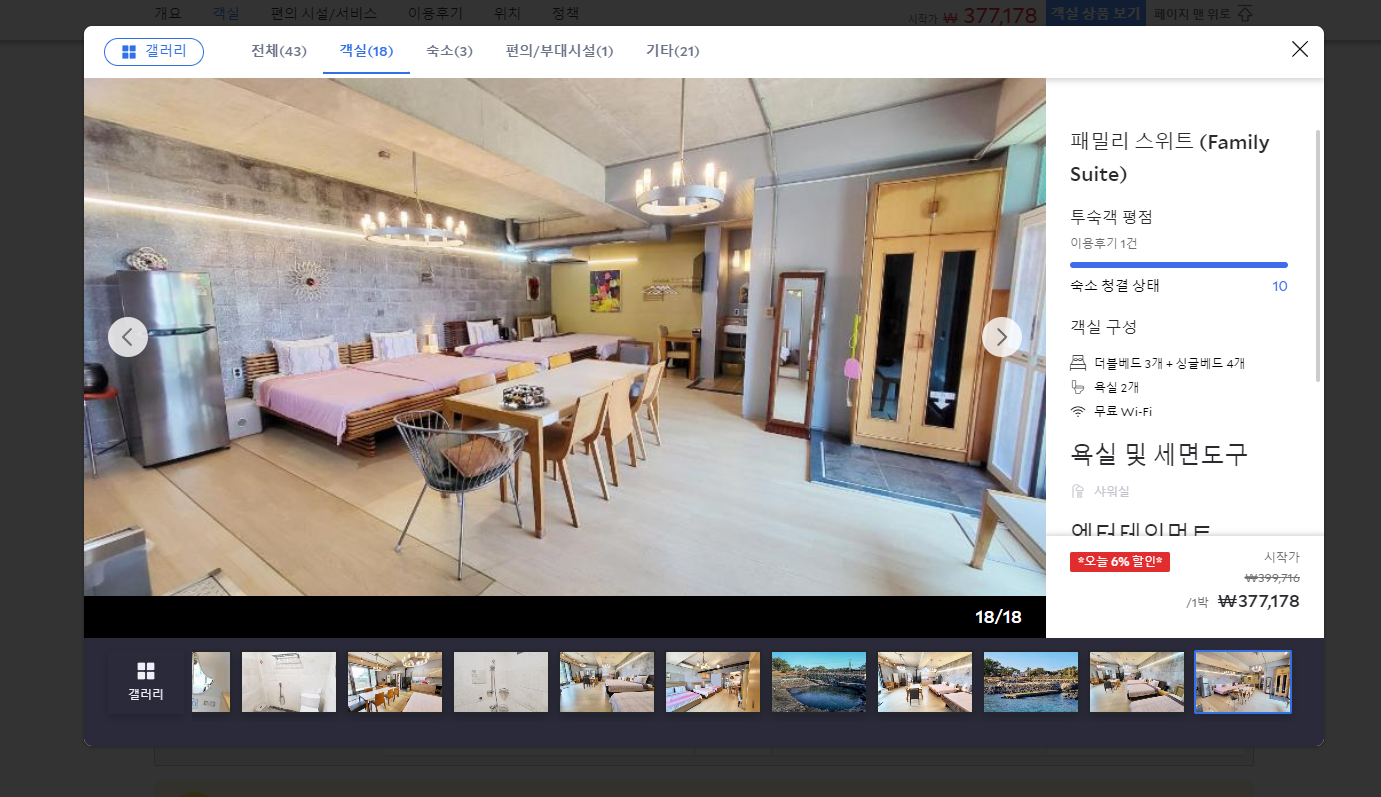 개요 객실 편의 시설/서비스 이용후기 위치 정책 시작가 ₩ 377,178 객실 상품 보기 페이지 맨 위로
갤러리 전체(43) 객실(18) 숙소(3) 편의/부대시설(1) 기타(21)
패밀리 스위트 (Family
Suite)
투숙객 평점
이용후기 1건
숙소 청결 상태 10
객실 구성
더블베드 3개 + 싱글베드 4개
욕실 2개
무료 Wi-Fi
욕실 및 세면도구
샤워실
엔터테인먼트
*오늘 6% 할인* 시작가
₩399,716
/1박 ₩377,178
18/18
갤러리